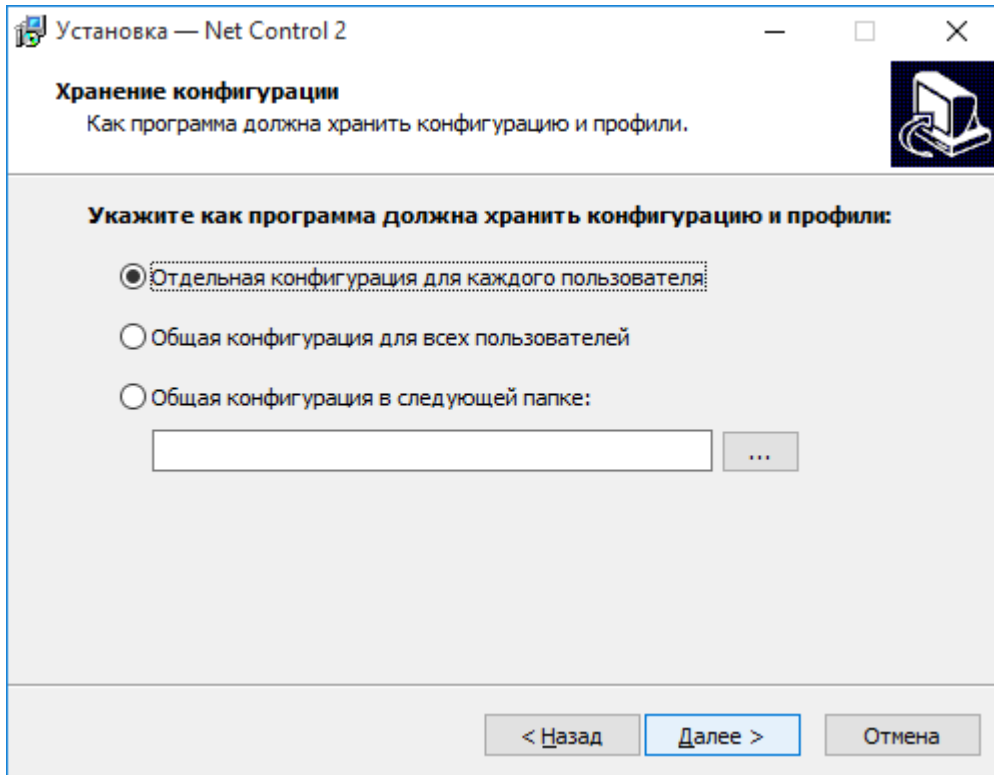 Установка — Net Control 2
Хранение конфигурации
Как программа должна хранить конфигурацию и профили.
Укажите как программа должна хранить конфигурацию и профили:
Отдельная конфигурация для каждого пользователя
Общая конфигурация для всех пользователей
Общая конфигурация в следующей папке:
...
< Назад
Далее >
Отмена